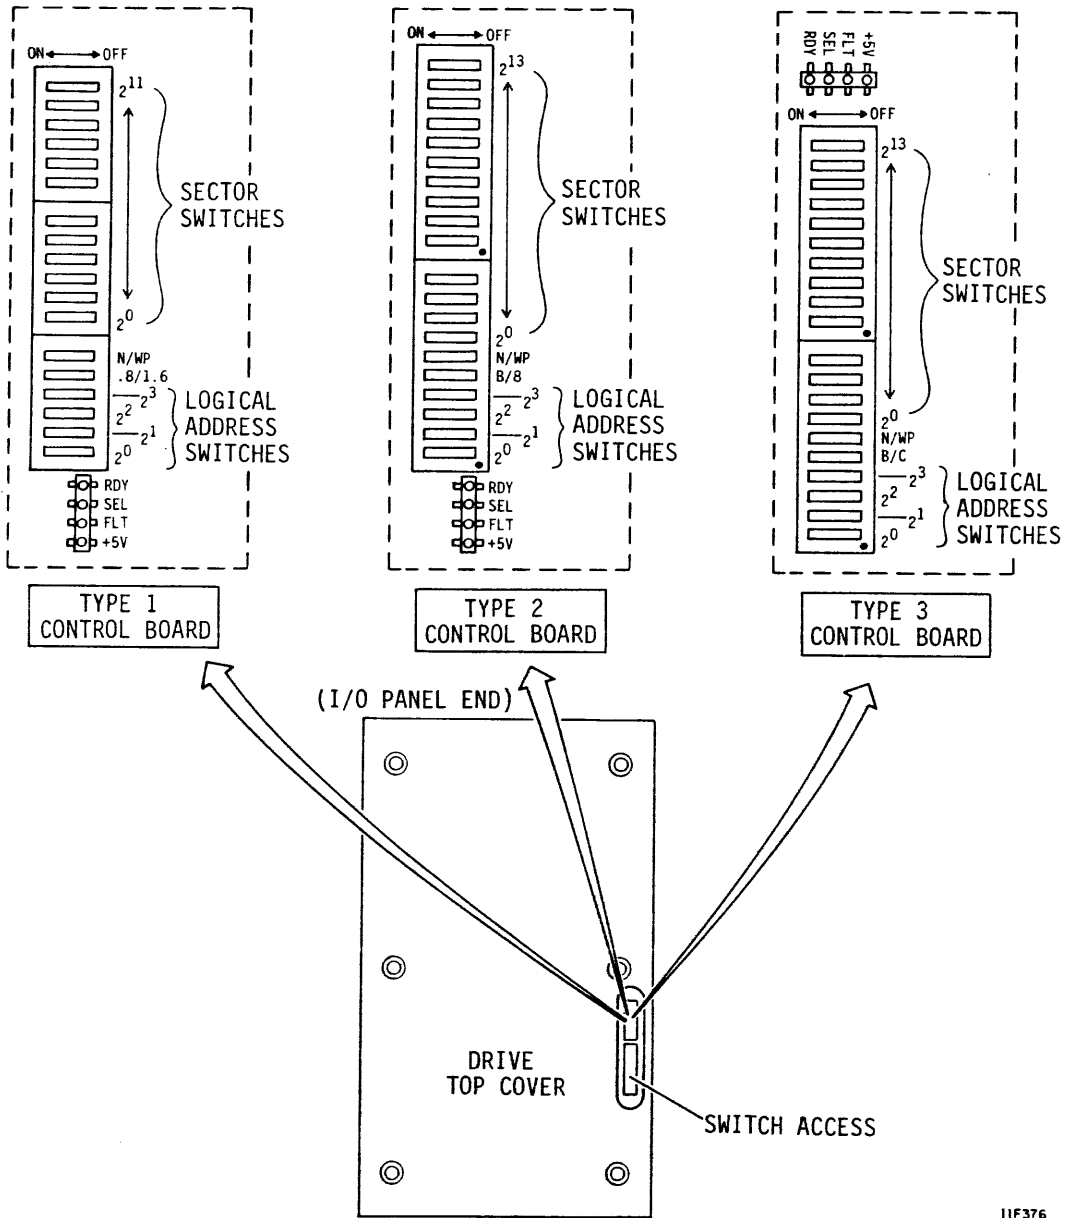 ON OFF
2^11
SECTOR
SWITCHES
2^0
N/WP
.8/1.6
2^3
2^2
2^1
2^0
LOGICAL
ADDRESS
SWITCHES
RDY
SEL
FLT
+5V
TYPE 1
CONTROL BOARD
ON OFF
2^13
SECTOR
SWITCHES
2^0
N/WP
B/8
2^3
2^2
2^1
2^0
LOGICAL
ADDRESS
SWITCHES
RDY
SEL
FLT
+5V
TYPE 2
CONTROL BOARD
RDY
SEL
FLT
+5V
ON OFF
2^13
SECTOR
SWITCHES
2^0
N/WP
B/C
2^3
2^2
2^1
2^0
LOGICAL
ADDRESS
SWITCHES
TYPE 3
CONTROL BOARD
(I/O PANEL END)
DRIVE
TOP COVER
SWITCH ACCESS
11F376